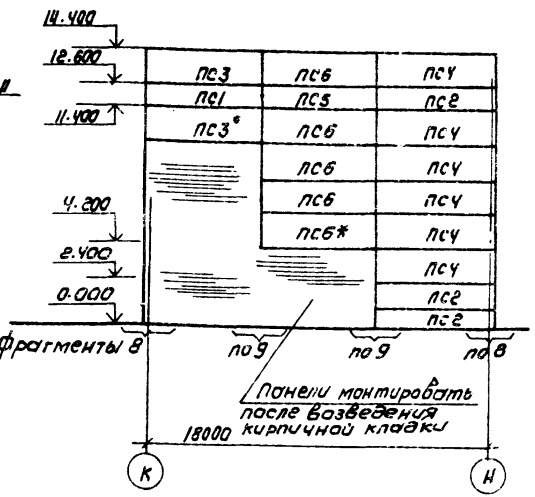 14.400
12.600
11.400
4.200
2.400
0.000
ПС3 ПС6 ПС4
ПС1 ПС5 ПС2
ПС3* ПС6 ПС4
ПС6 ПС4
ПС6 ПС4
ПС6* ПС4
ПС4
ПС2
ПС2
Фрагменты 8 по 9 по 9 по 8
Панели монтировать
после возведения
кирпичной кладки
18000
К Н